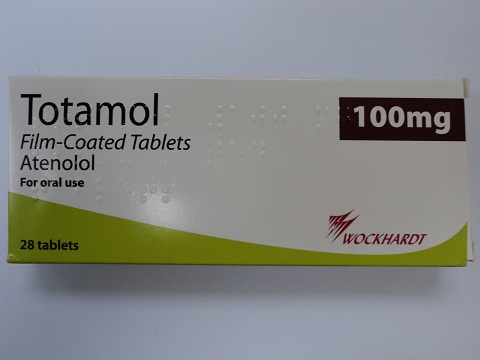 Totamol
100mg
Film-Coated Tablets
Atenolol
For oral use
WOCKHARDT
28 tablets